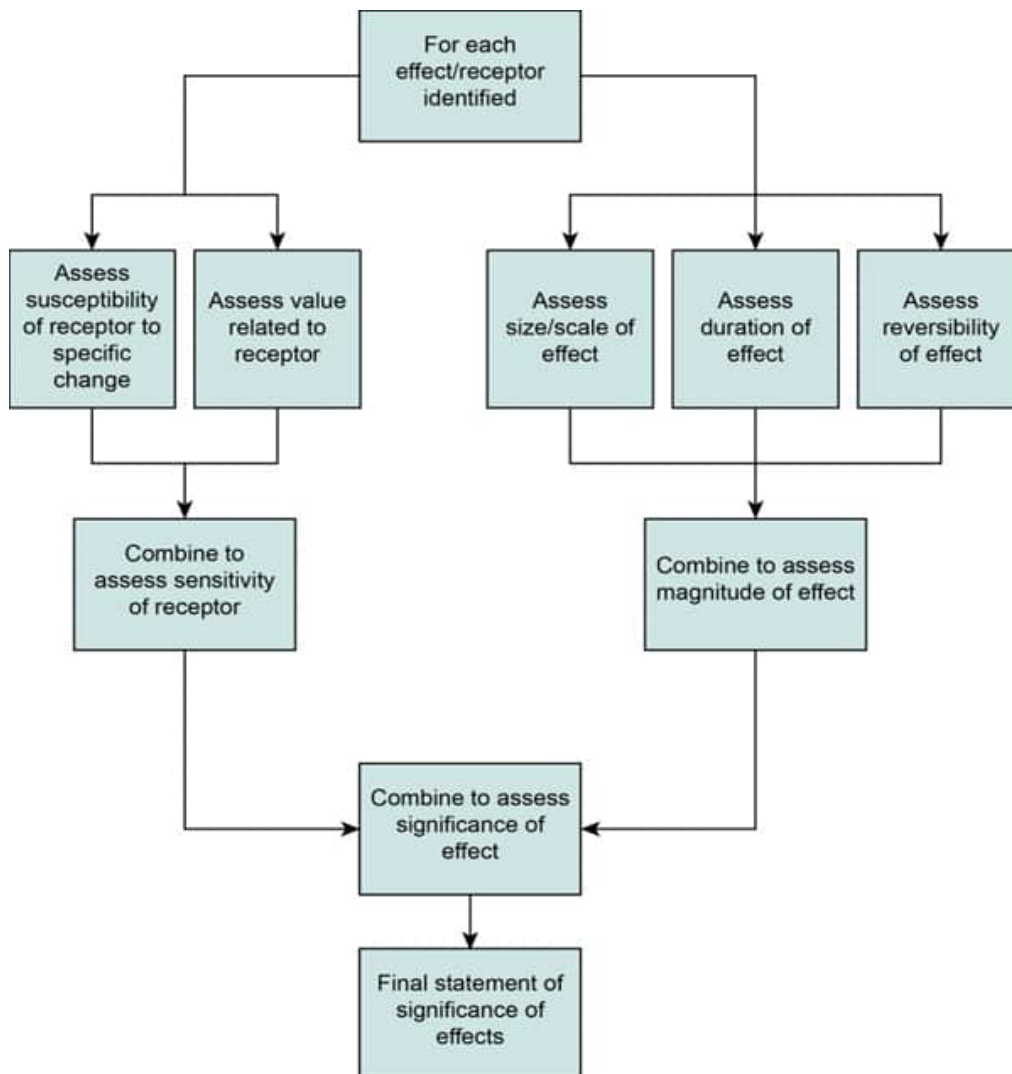 For each
effect/receptor
identified
Assess
susceptibility
of receptor to
specific
change
Assess value
related to
receptor
Assess
size/scale of
effect
Assess
duration of
effect
Assess
reversibility
of effect
Combine to
assess sensitivity
of receptor
Combine to assess
magnitude of effect
Combine to assess
significance of
effect
Final statement of
significance of
effects